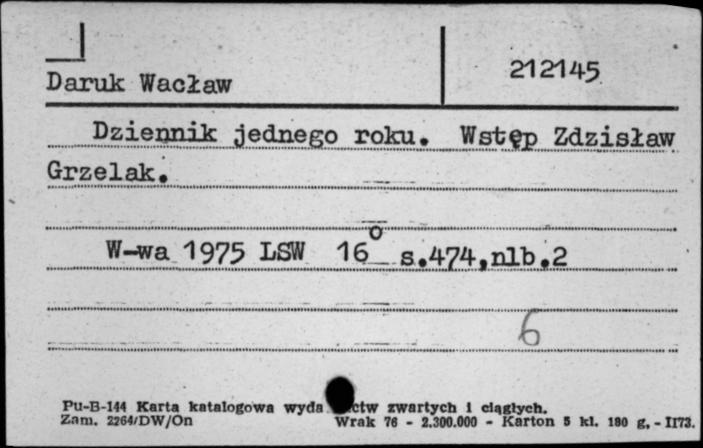 212145
Daruk Wacław
Dziennik jednego roku. Wstęp Zdzisław
Grzelak.
W-wa 1975 LSW 16° s.474,nlb.2
6
Pu-B-144 Karta katalogowa wyda ctw zwartych i ciągłych.
Zam. 2264/DW/On Wrak 76 - 2.300.000 - Karton 5 kl. 180 g. - II73.